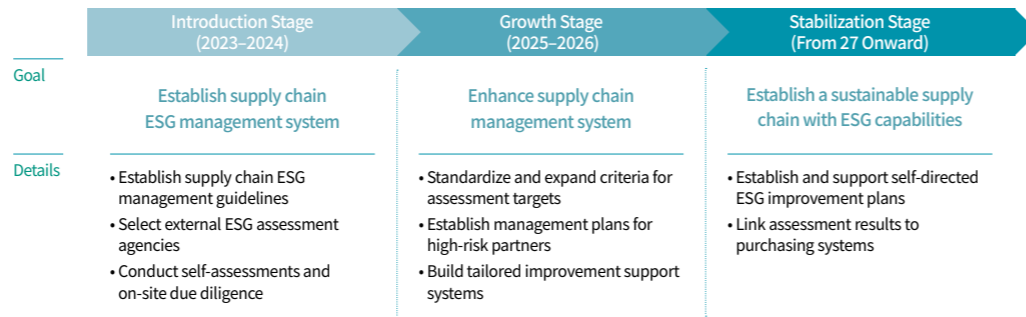 Introduction Stage
(2023–2024)
Growth Stage
(2025–2026)
Stabilization Stage
(From 27 Onward)
Goal
Establish supply chain
ESG management system
Enhance supply chain
management system
Establish a sustainable supply
chain with ESG capabilities
Details
• Establish supply chain ESG
management guidelines
• Select external ESG assessment
agencies
• Conduct self-assessments and
on-site due diligence
• Standardize and expand criteria for
assessment targets
• Establish management plans for
high-risk partners
• Build tailored improvement support
systems
• Establish and support self-directed
ESG improvement plans
• Link assessment results to
purchasing systems